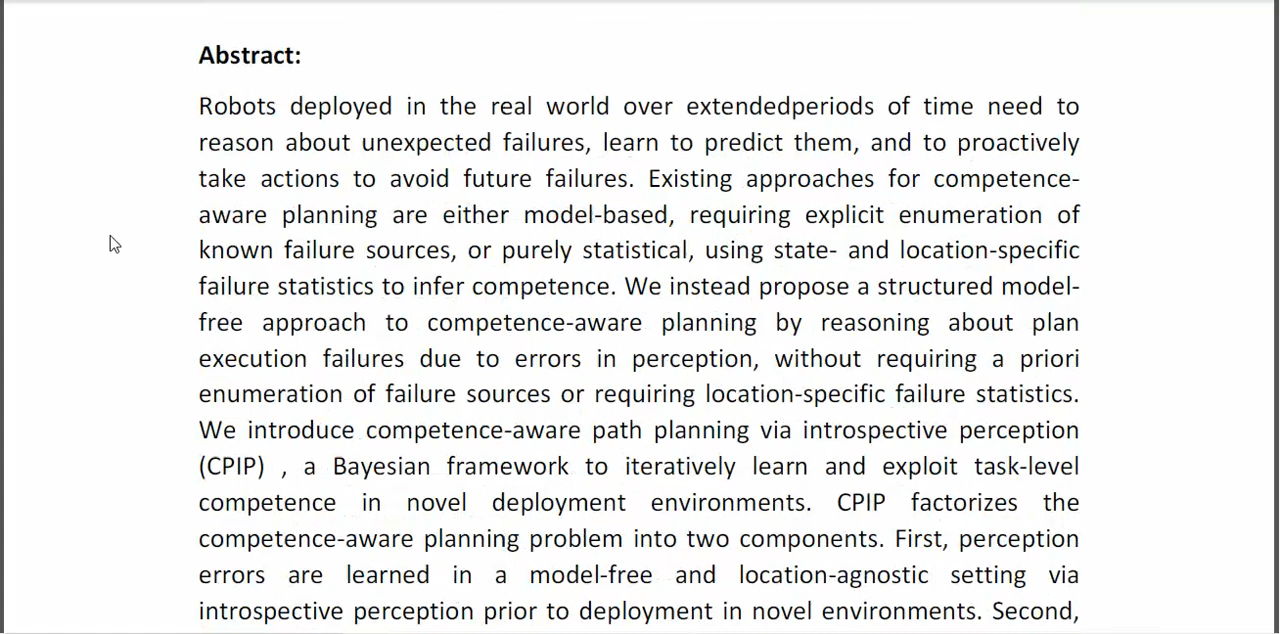 Abstract:
Robots deployed in the real world over extendedperiods of time need to
reason about unexpected failures, learn to predict them, and to proactively
take actions to avoid future failures. Existing approaches for competence-
aware planning are either model-based, requiring explicit enumeration of
known failure sources, or purely statistical, using state- and location-specific
failure statistics to infer competence. We instead propose a structured model-
free approach to competence-aware planning by reasoning about plan
execution failures due to errors in perception, without requiring a priori
enumeration of failure sources or requiring location-specific failure statistics.
We introduce competence-aware path planning via introspective perception
(CPIP) , a Bayesian framework to iteratively learn and exploit task-level
competence in novel deployment environments. CPIP factorizes the
competence-aware planning problem into two components. First, perception
errors are learned in a model-free and location-agnostic setting via
introspective perception prior to deployment in novel environments. Second,